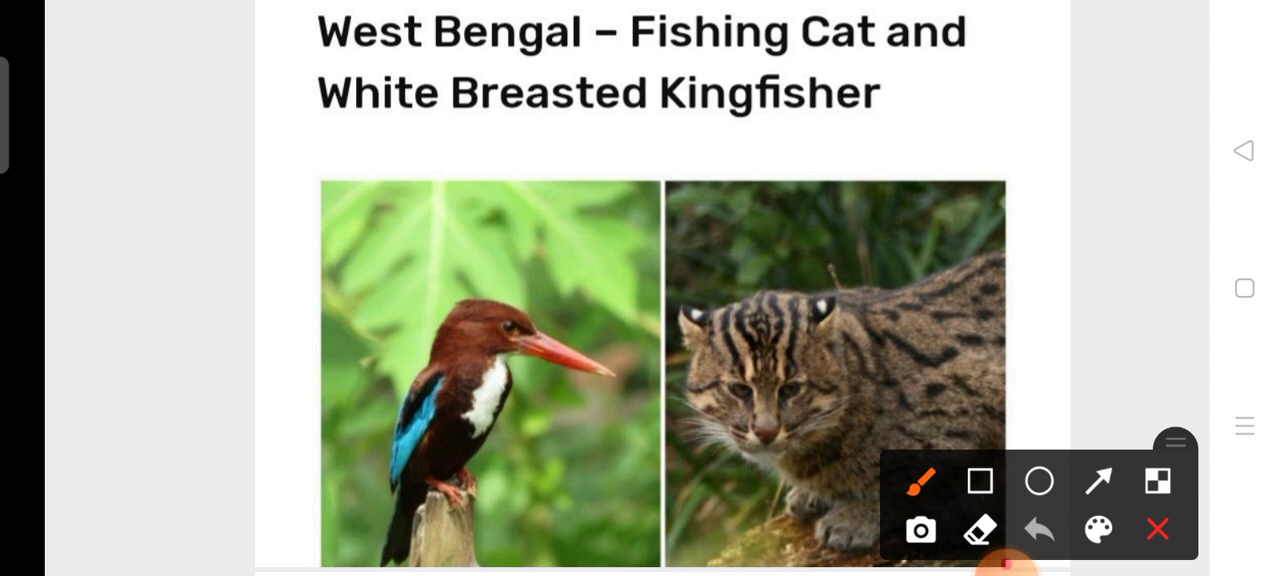 West Bengal – Fishing Cat and
White Breasted Kingfisher